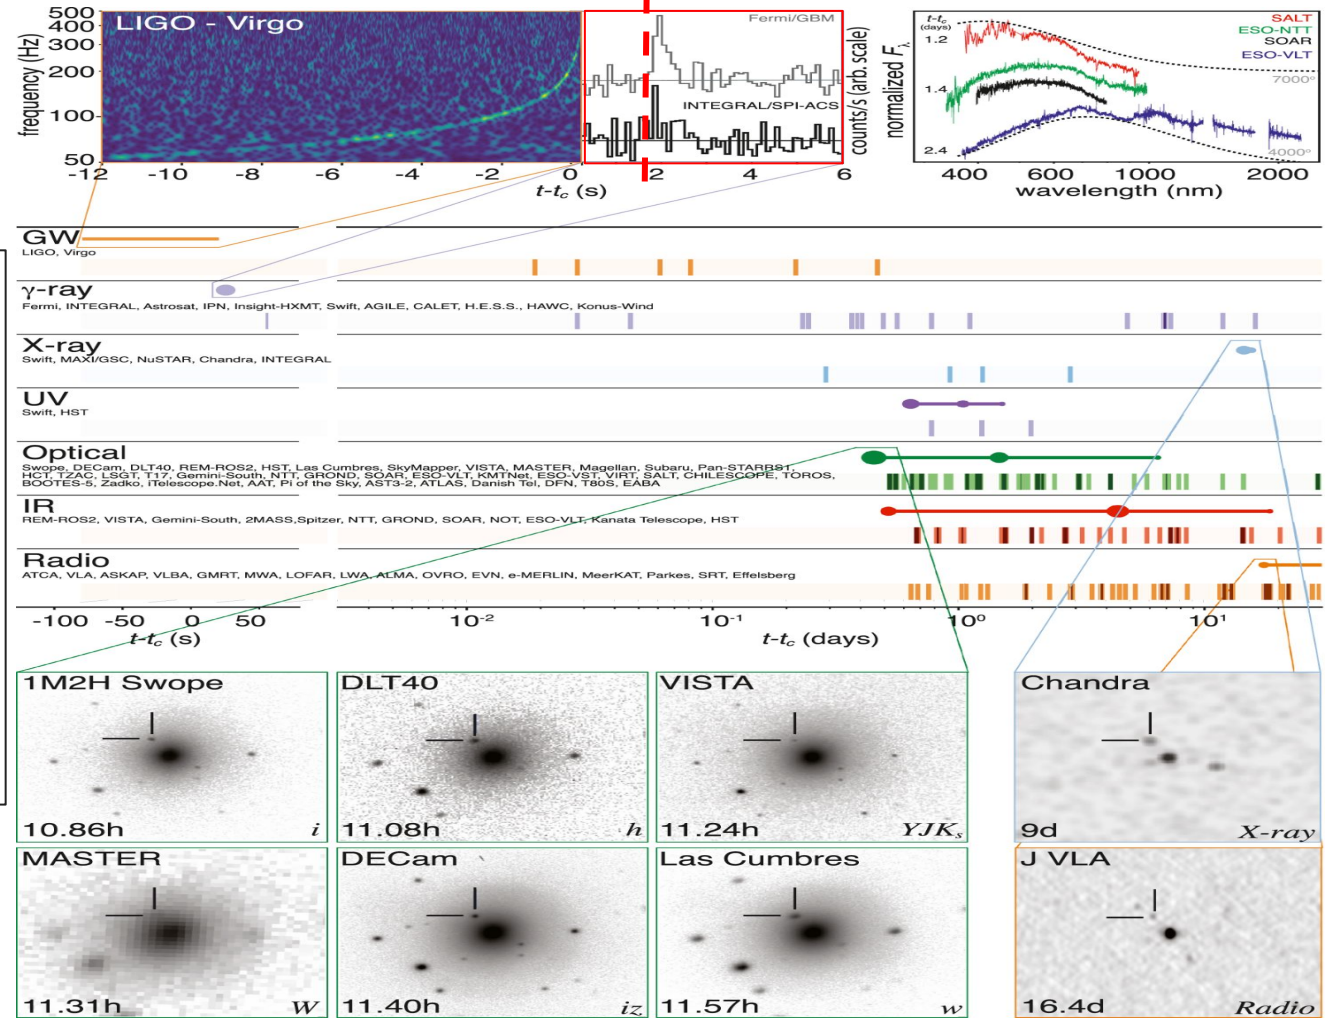 LIGO - Virgo
frequency (Hz)
500
400
300
200
100
50
-12
-10
-8
-6
-4
-2
0
2
4
6
t-tc (s)
Fermi/GBM
INTEGRAL/SPI-ACS
counts/s (arb. scale)
normalized Fλ
t-tc
(days)
1.2
1.4
2.4
SALT
ESO-NTT
SOAR
ESO-VLT
7000°
4000°
400
600
1000
2000
wavelength (nm)
GW
LIGO, Virgo
γ-ray
Fermi, INTEGRAL, Astrosat, IPN, Insight-HXMT, Swift, AGILE, CALET, H.E.S.S., HAWC, Konus-Wind
X-ray
Swift, MAXI/GSC, NuSTAR, Chandra, INTEGRAL
UV
Swift, HST
Optical
Swope, DECam, DLT40, REM-ROS2, HST, Las Cumbres, SkyMapper, VISTA, MASTER, Magellan, Subaru, Pan-STARRS1,
HCT, TZAC, LSGT, T17, Gemini-South, NTT, GROND, SOAR, ESO-VLT, KMTNet, ESO-VST, VIRT, SALT, CHILESCOPE, TOROS,
BOOTES-5, Zadko, iTelescope.Net, AAT, Pi of the Sky, AST3-2, ATLAS, Danish Tel, DFN, T80S, EABA
IR
REM-ROS2, VISTA, Gemini-South, 2MASS,Spitzer, NTT, GROND, SOAR, NOT, ESO-VLT, Kanata Telescope, HST
Radio
ATCA, VLA, ASKAP, VLBA, GMRT, MWA, LOFAR, LWA, ALMA, OVRO, EVN, e-MERLIN, MeerKAT, Parkes, SRT, Effelsberg
-100 -50 0 50
t-tc (s)
10⁻² 10⁻¹ 10⁰ 10¹
t-tc (days)
1M2H Swope
10.86h
i
DLT40
11.08h
h
VISTA
11.24h
YJKs
Chandra
9d
X-ray
MASTER
11.31h
W
DECam
11.40h
iz
Las Cumbres
11.57h
w
J VLA
16.4d
Radio